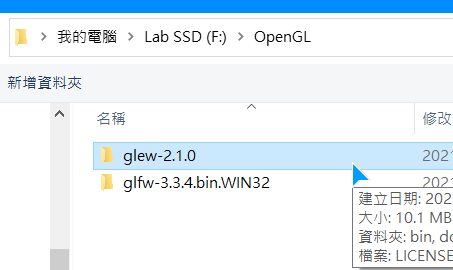 我的電腦 > Lab SSD (F:) > OpenGL
新增資料夾
名稱 修改
glew-2.1.0 2021
glfw-3.3.4.bin.WIN32 2021
建立日期: 202
大小: 10.1 MB
資料夾: bin, do
檔案: LICENSE